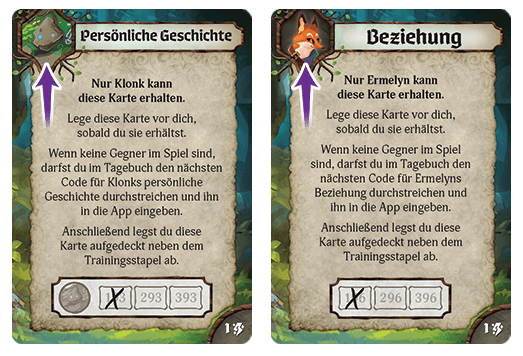 Persönliche Geschichte
Nur Klonk kann
diese Karte erhalten.
Lege diese Karte vor dich,
sobald du sie erhältst.
Wenn keine Gegner im Spiel sind,
darfst du im Tagebuch den nächsten
Code für Klonks persönliche
Geschichte durchstreichen und ihn
in die App eingeben.
Anschließend legst du diese
Karte aufgedeckt neben dem
Trainingsstapel ab.
293 393
1
Beziehung
Nur Ermelyn kann
diese Karte erhalten.
Lege diese Karte vor dich,
sobald du sie erhältst.
Wenn keine Gegner im Spiel sind,
darfst du im Tagebuch den
nächsten Code für Ermelyns
Beziehung durchstreichen und
ihn in die App eingeben.
Anschließend legst du diese
Karte aufgedeckt neben dem
Trainingsstapel ab.
296 396
1